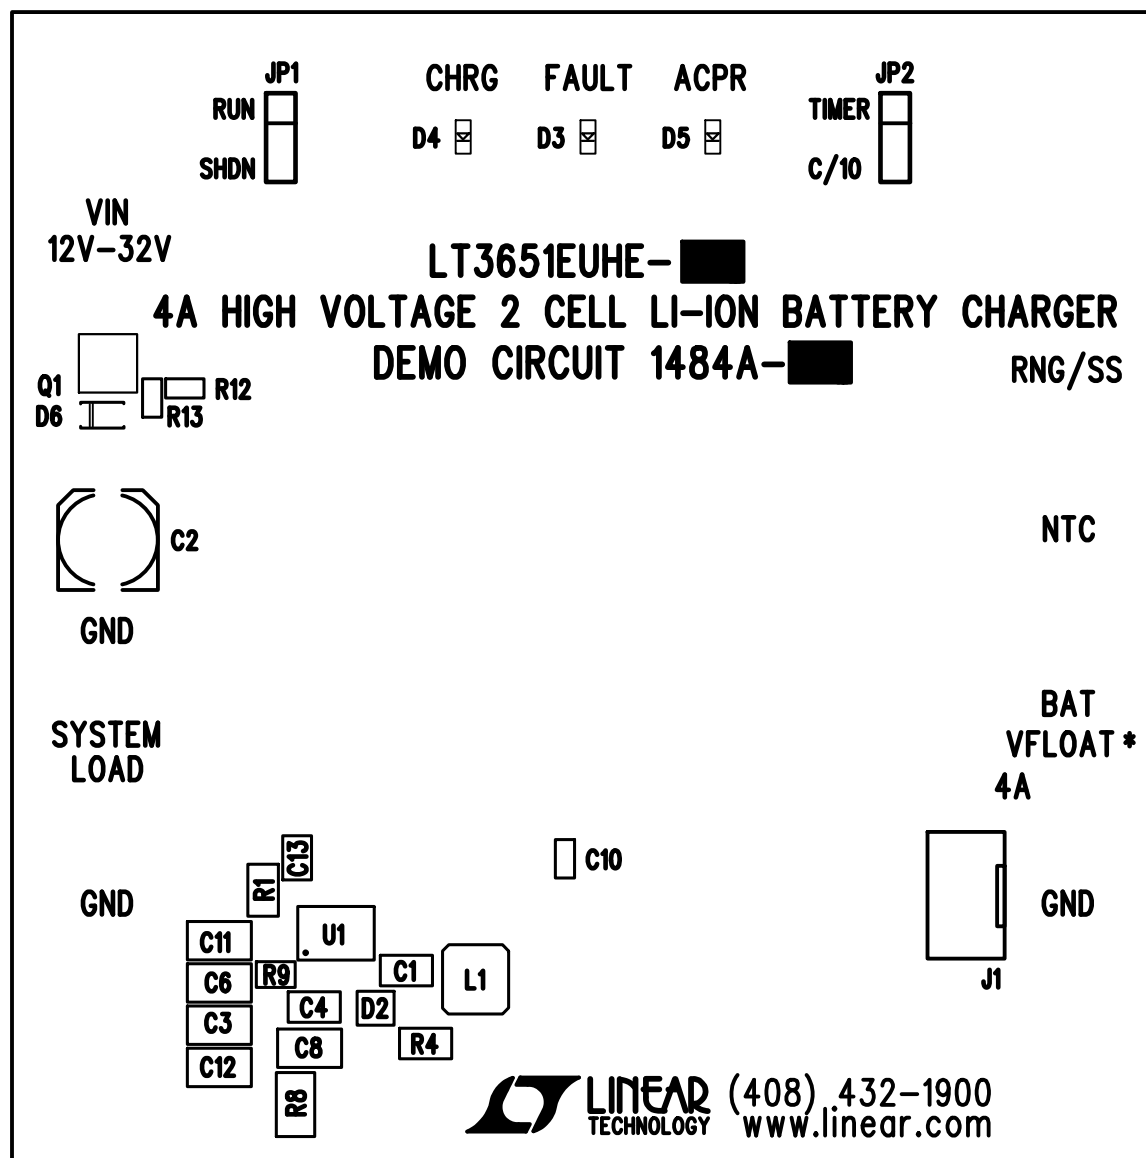 JP1
CHRG FAULT ACPR
JP2
RUN
D4 D3 D5
TIMER
SHDN
C/10
VIN
12V-32V
LT3651EUHE-
4A HIGH VOLTAGE 2 CELL LI-ION BATTERY CHARGER
DEMO CIRCUIT 1484A-
RNG/SS
Q1
R12
D6
R13
C2
NTC
GND
BAT
SYSTEM
LOAD
VFLOAT *
4A
C13
C10
R1
GND
GND
C11
U1
C6
R9
C1
L1
J1
C4
D2
C3
C8
R4
C12
R8
LINEAR
TECHNOLOGY
(408) 432-1900
www.linear.com